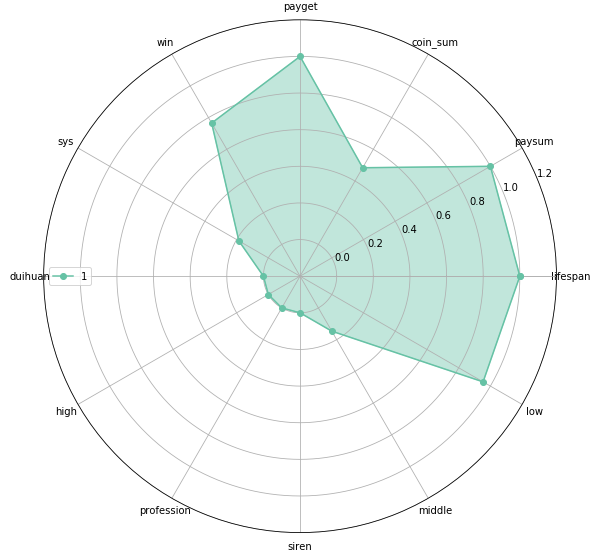 payget
win
coin_sum
sys
paysum
1.2
1.0
0.8
0.6
0.4
0.2
0.0
duihuan
1
lifespan
high
low
profession
middle
siren